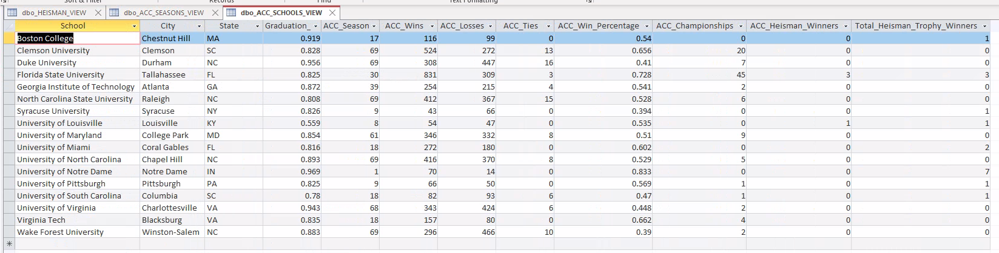 Sort & Filter Records Find Text Formatting
dbo_HEISMAN_VIEW dbo_ACC_SEASONS_VIEW dbo_ACC_SCHOOLS_VIEW
School City State Graduation_ ACC_Season ACC_Wins ACC_Losses ACC_Ties ACC_Win_Percentage ACC_Championships ACC_Heisman_Winners Total_Heisman_Trophy_Winners
Boston College Chestnut Hill MA 0.919 17 116 99 0 0.54 0 0 1
Clemson University Clemson SC 0.828 69 524 272 13 0.656 20 0 0
Duke University Durham NC 0.956 69 308 447 16 0.41 7 0 0
Florida State University Tallahassee FL 0.825 30 831 309 3 0.728 45 3 3
Georgia Institute of Technology Atlanta GA 0.872 39 254 215 4 0.541 2 0 0
North Carolina State University Raleigh NC 0.808 69 412 367 15 0.528 6 0 0
Syracuse University Syracuse NY 0.826 9 43 66 0 0.394 0 0 1
University of Louisville Louisville KY 0.559 8 54 47 0 0.535 0 1 1
University of Maryland College Park MD 0.854 61 346 332 8 0.51 9 0 0
University of Miami Coral Gables FL 0.816 18 272 180 0 0.602 0 0 2
University of North Carolina Chapel Hill NC 0.893 69 416 370 8 0.529 5 0 0
University of Notre Dame Notre Dame IN 0.969 1 70 14 0 0.833 0 0 7
University of Pittsburgh Pittsburgh PA 0.825 9 66 50 0 0.569 1 0 1
University of South Carolina Columbia SC 0.78 18 82 93 6 0.47 1 0 1
University of Virginia Charlottesville VA 0.943 68 343 424 6 0.448 2 0 0
Virginia Tech Blacksburg VA 0.835 18 157 80 0 0.662 4 0 0
Wake Forest University Winston-Salem NC 0.883 69 296 466 10 0.39 2 0 0